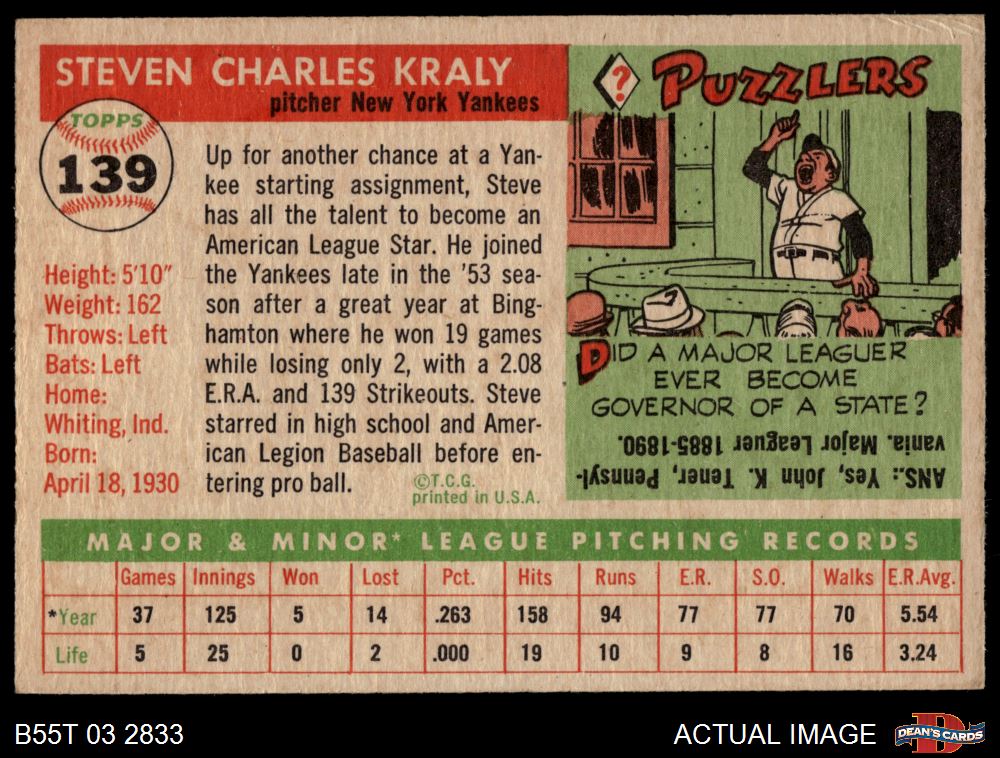 STEVEN CHARLES KRALY
pitcher New York Yankees
TOPPS
139
Height: 5'10"
Weight: 162
Throws: Left
Bats: Left
Home:
Whiting, Ind.
Born:
April 18, 1930
Up for another chance at a Yan-
kee starting assignment, Steve
has all the talent to become an
American League Star. He joined
the Yankees late in the '53 sea-
son after a great year at Bing-
hamton where he won 19 games
while losing only 2, with a 2.08
E.R.A. and 139 Strikeouts. Steve
starred in high school and Amer-
ican Legion Baseball before en-
tering pro ball.
©T.C.G.
printed in U.S.A.
? PUZZLERS
DID A MAJOR LEAGUER
EVER BECOME
GOVERNOR OF A STATE?
ANS.: Yes, John K. Tener, Pennsyl-
vania. Major Leaguer 1885-1890.
MAJOR & MINOR* LEAGUE PITCHING RECORDS
Games Innings Won Lost Pct. Hits Runs E.R. S.O. Walks E.R.Avg.
*Year 37 125 5 14 .263 158 94 77 77 70 5.54
Life 5 25 0 2 .000 19 10 9 8 16 3.24
B55T 03 2833
ACTUAL IMAGE
DEAN'S CARDS